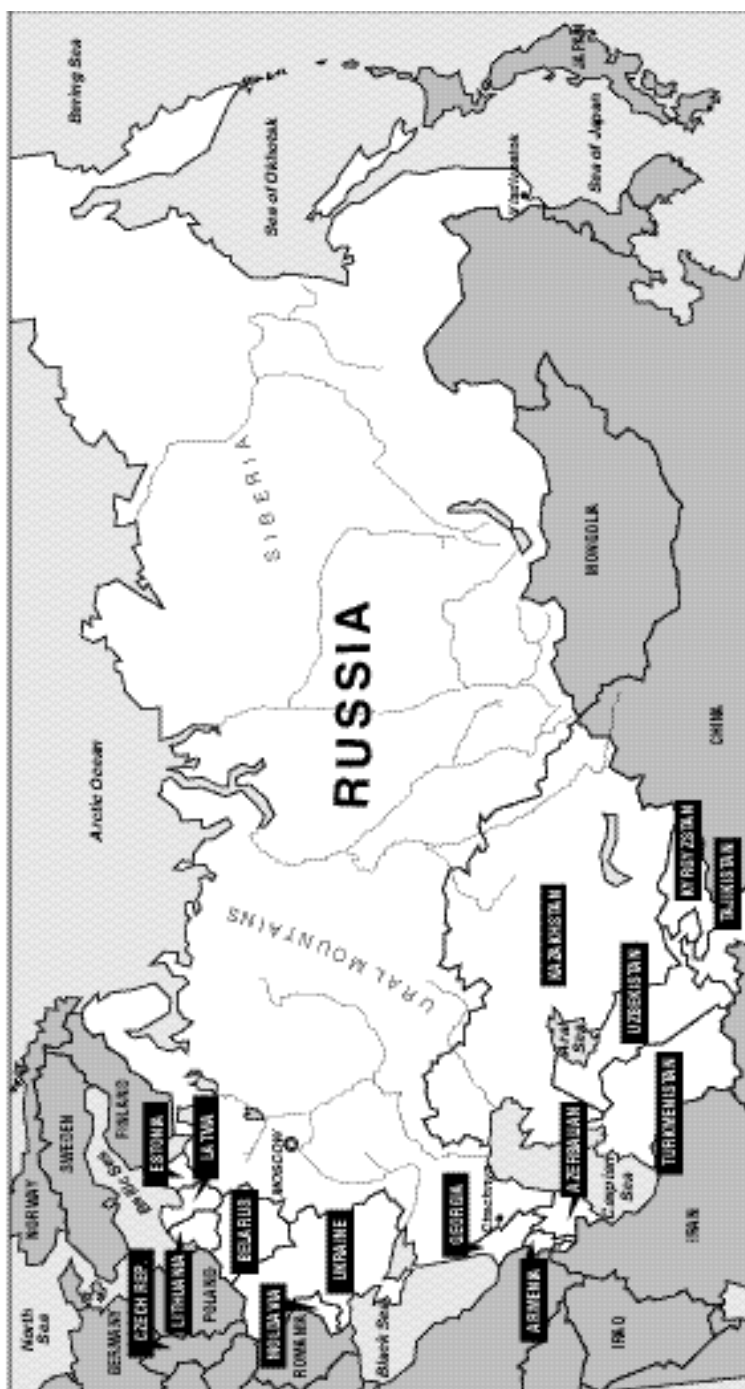 Bering Sea
Arctic Ocean
Sea of Okhotsk
JAPAN
Sea of Japan
Vladivostok
SIBERIA
RUSSIA
URAL MOUNTAINS
MONGOLIA
CHINA
NORWAY
SWEDEN
FINLAND
Baltic Sea
North Sea
GERMANY
CZECH REP.
POLAND
ESTONIA
LATVIA
LITHUANIA
BELARUS
MOSCOW
UKRAINE
MOLDAVIA
ROMANIA
Black Sea
GEORGIA
ARMENIA
AZERBAIJAN
Caspian Sea
Aral Sea
KAZAKHSTAN
UZBEKISTAN
TURKMENISTAN
KYRGYZSTAN
TAJIKISTAN
IRAN
IRAQ